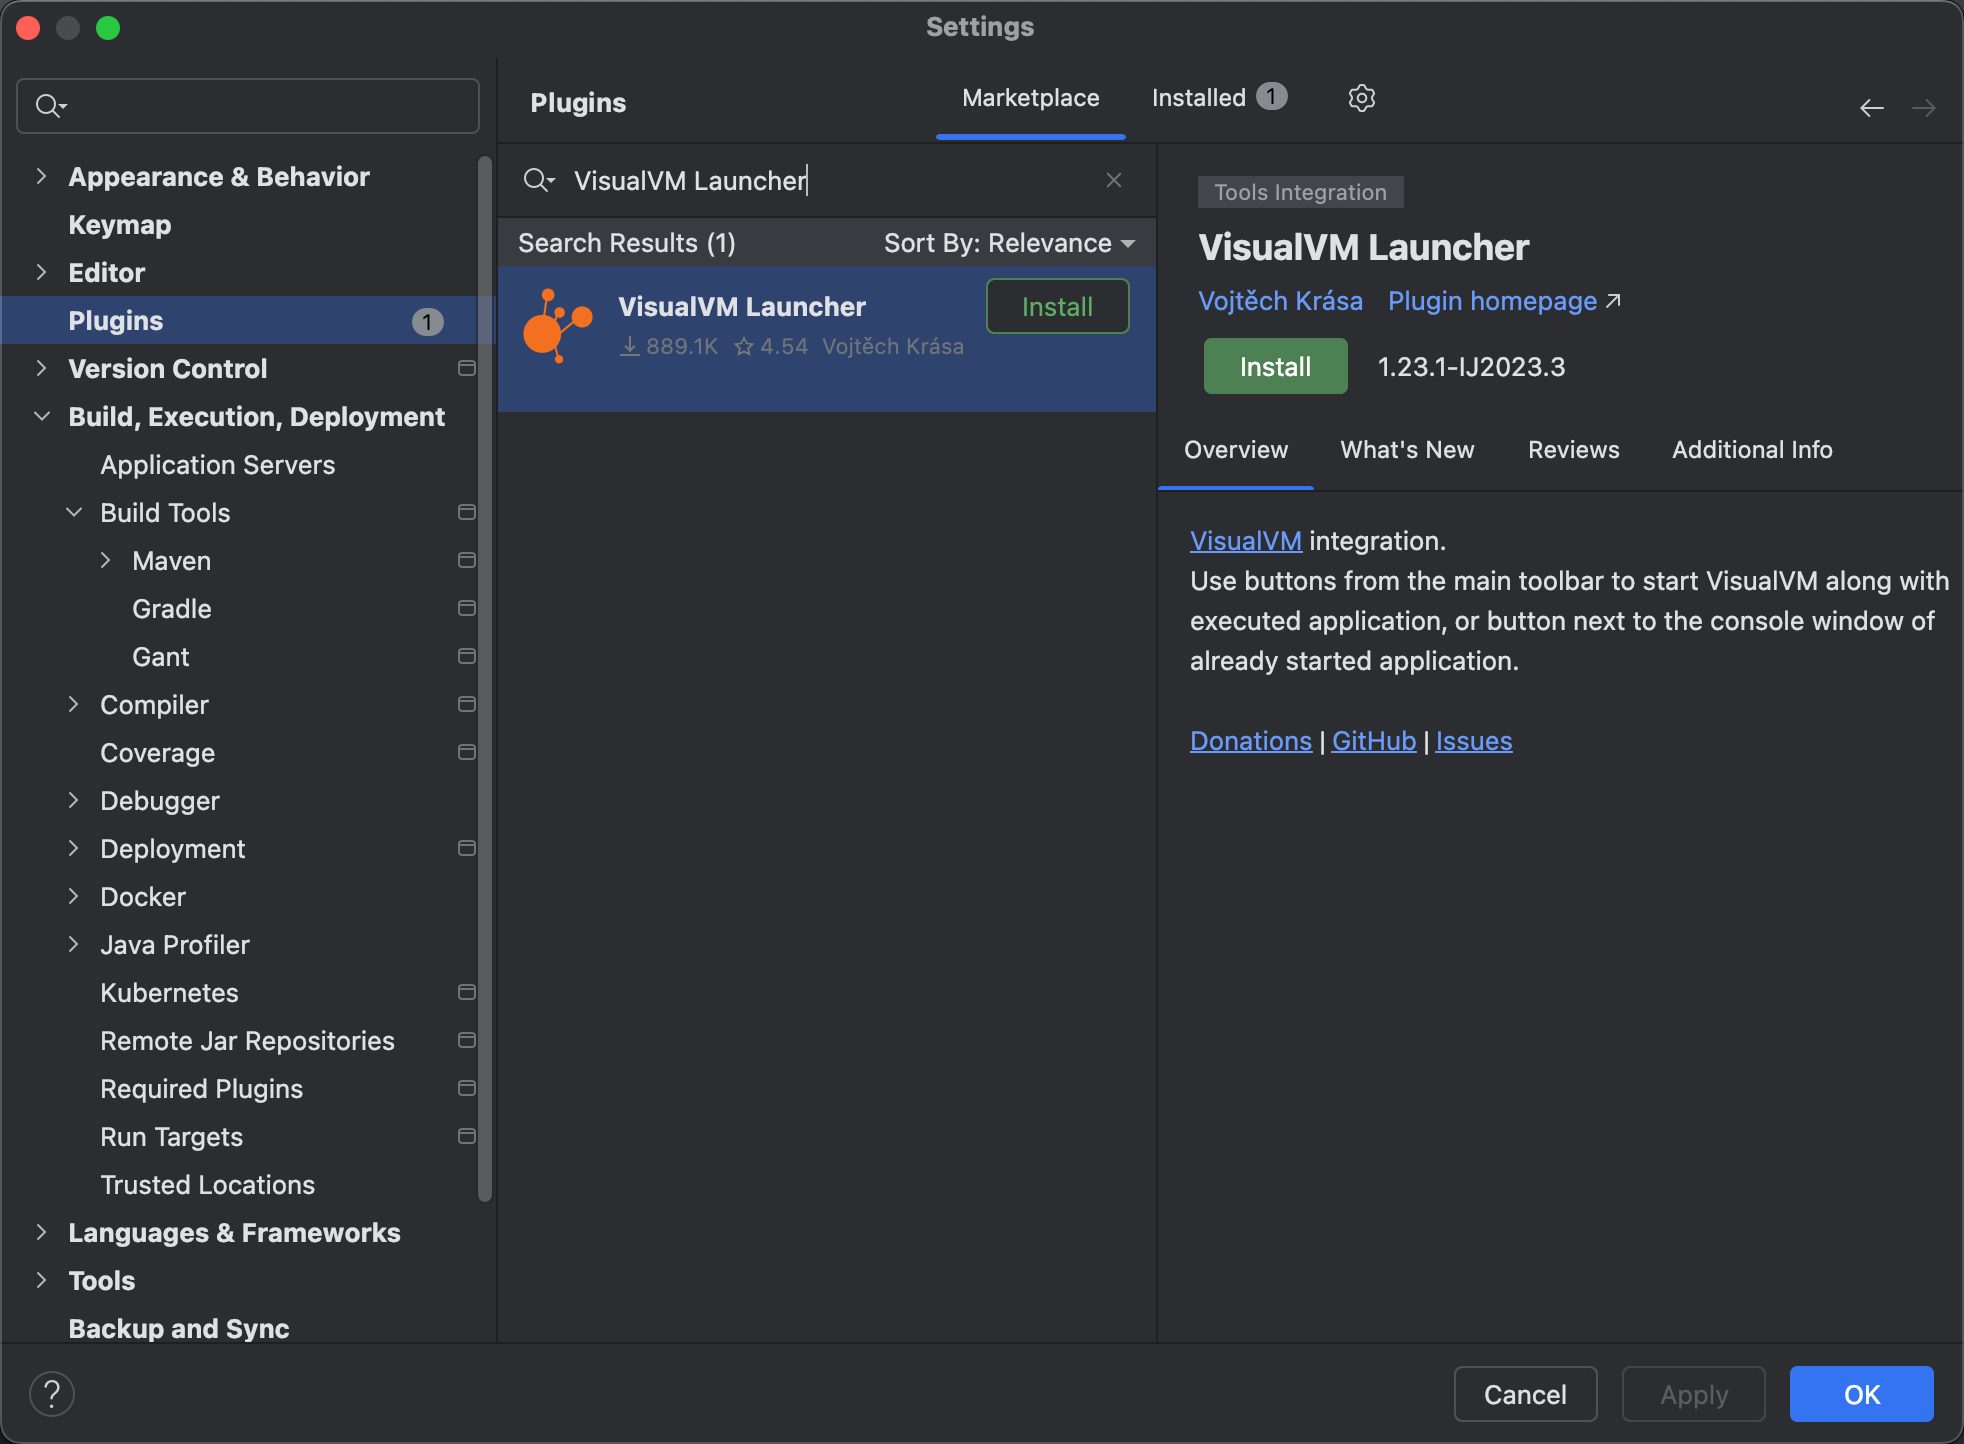 Settings
Plugins
Marketplace
Installed 1
Appearance & Behavior
Keymap
Editor
Plugins 1
Version Control
Build, Execution, Deployment
Application Servers
Build Tools
Maven
Gradle
Gant
Compiler
Coverage
Debugger
Deployment
Docker
Java Profiler
Kubernetes
Remote Jar Repositories
Required Plugins
Run Targets
Trusted Locations
Languages & Frameworks
Tools
Backup and Sync
VisualVM Launcher
Search Results (1) Sort By: Relevance
VisualVM Launcher Install
889.1K 4.54 Vojtěch Krása
Tools Integration
VisualVM Launcher
Vojtěch Krása Plugin homepage
Install 1.23.1-IJ2023.3
Overview What's New Reviews Additional Info
VisualVM integration.
Use buttons from the main toolbar to start VisualVM along with
executed application, or button next to the console window of
already started application.
Donations | GitHub | Issues
?
Cancel Apply OK